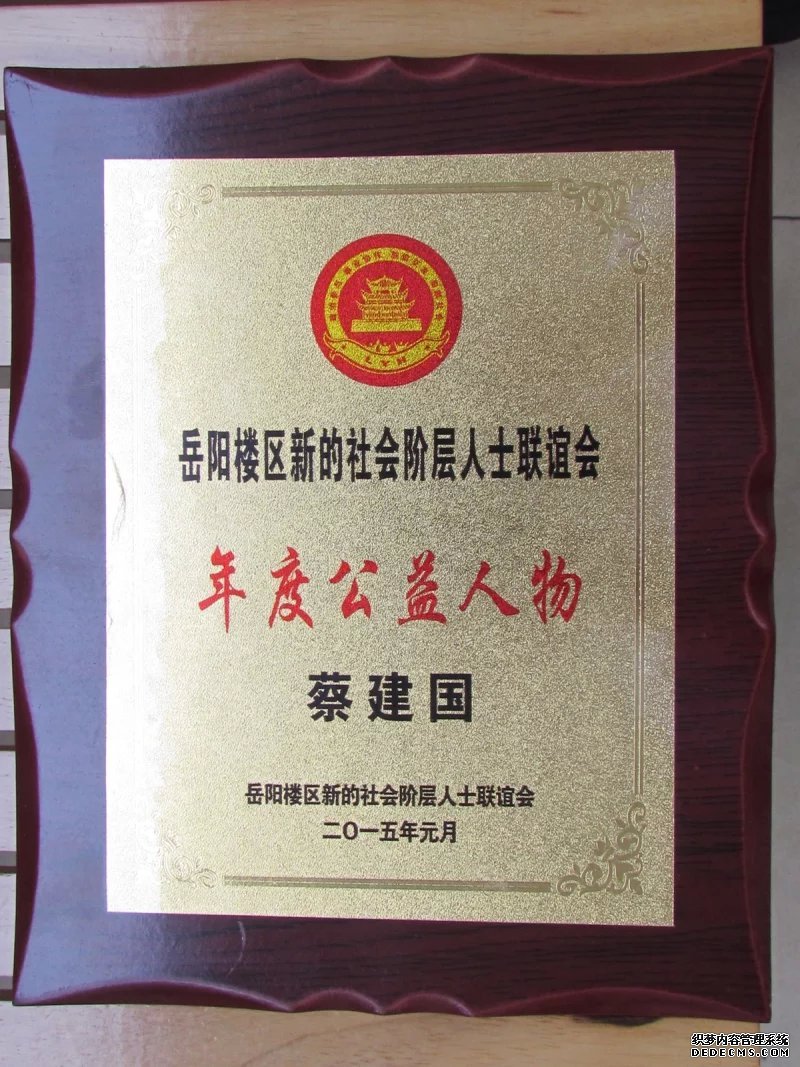 岳阳楼区新的社会阶层人士联谊会
年度公益人物
蔡建国
岳阳楼区新的社会阶层人士联谊会
二〇一五年元月
织梦内容管理系统
DEDECMS.COM